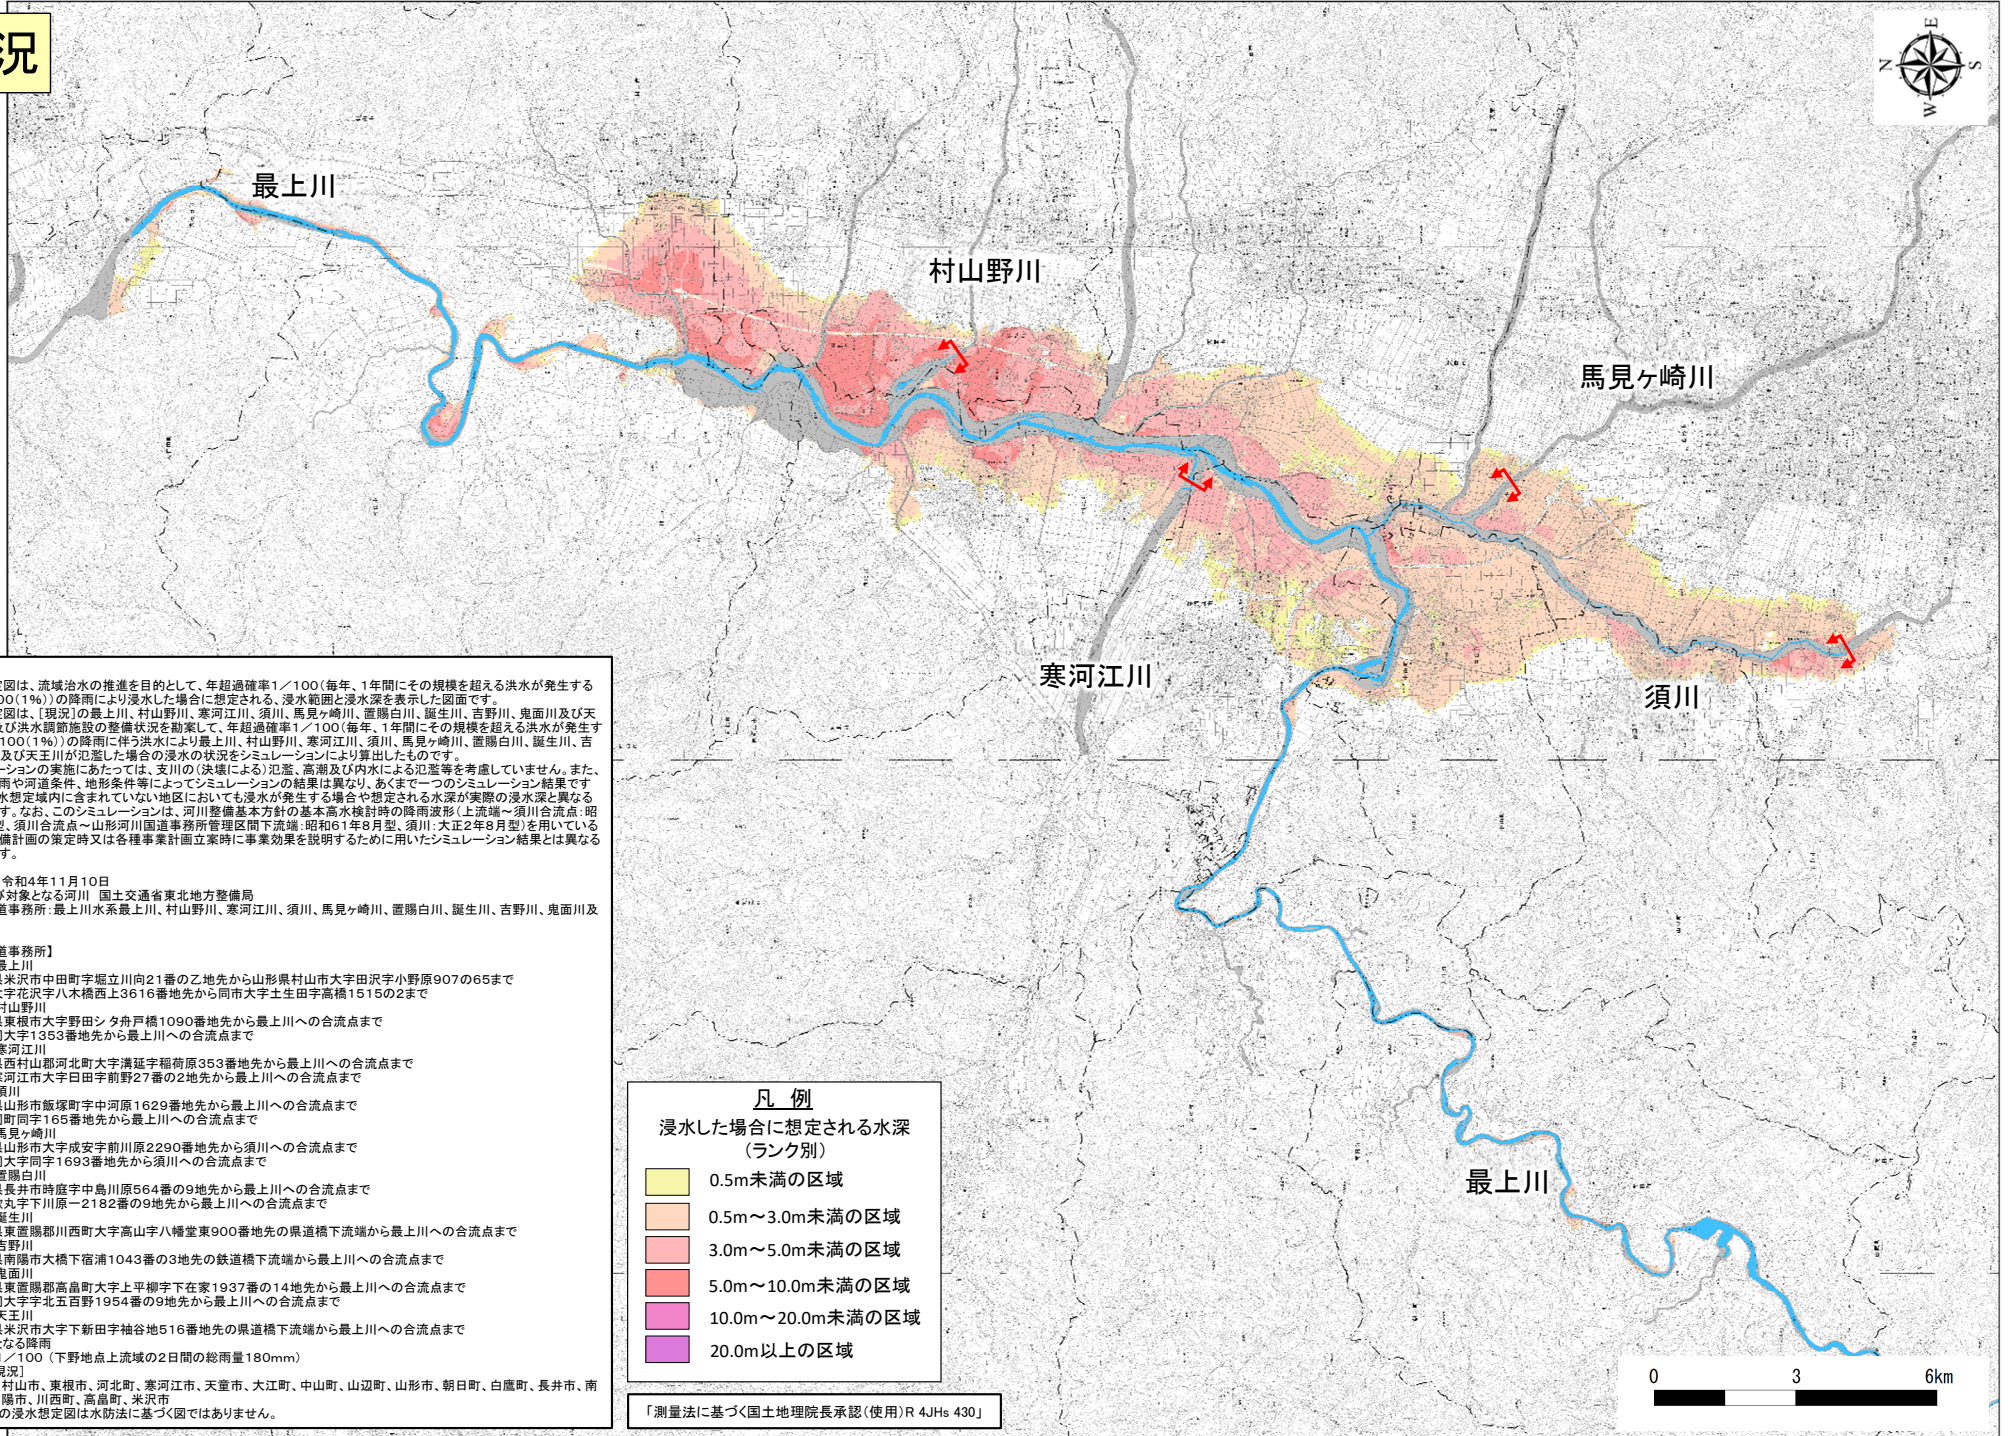 況
N
E
S
W
最上川
村山野川
馬見ヶ崎川
寒河江川
須川
最上川
定図は、流域治水の推進を目的として、年超過確率1／100(毎年、1年間にその規模を超える洪水が発生する
00(1%))の降雨により浸水した場合に想定される、浸水範囲と浸水深を表示した図面です。
定図は、[現況]の最上川、村山野川、寒河江川、須川、馬見ヶ崎川、置賜白川、誕生川、吉野川、鬼面川及び天
及び洪水調節施設の整備状況を勘案して、年超過確率1／100(毎年、1年間にその規模を超える洪水が発生す
100(1%))の降雨に伴う洪水により最上川、村山野川、寒河江川、須川、馬見ヶ崎川、置賜白川、誕生川、吉
及び天王川が氾濫した場合の浸水の状況をシミュレーションにより算出したものです。
ーションの実施にあたっては、支川の(決壊による)氾濫、高潮及び内水による氾濫等を考慮していません。また、
雨や河道条件、地形条件等によってシミュレーションの結果は異なり、あくまで一つのシミュレーション結果です
水想定域内に含まれていない地区においても浸水が発生する場合や想定される水深が実際の浸水深と異なる
す。なお、このシミュレーションは、河川整備基本方針の基本高水検討時の降雨波形(上流端～須川合流点:昭
型、須川合流点～山形河川国道事務所管理区間下流端:昭和61年8月型、須川:大正2年8月型)を用いている
備計画の策定時又は各種事業計画立案時に事業効果を説明するために用いたシミュレーション結果とは異なる
す。
令和4年11月10日
び対象となる河川 国土交通省東北地方整備局
道事務所:最上川水系最上川、村山野川、寒河江川、須川、馬見ヶ崎川、置賜白川、誕生川、吉野川、鬼面川及
道事務所】
最上川
県米沢市中田町字堀立川向21番の乙地先から山形県村山市大字田沢字小野原907の65まで
大字花沢字八木橋西上3616番地先から同市大字土生田字高橋1515の2まで
村山野川
県東根市大字野田シタ舟戸橋1090番地先から最上川への合流点まで
同大字1353番地先から最上川への合流点まで
寒河江川
県西村山郡河北町大字溝延字稲荷原353番地先から最上川への合流点まで
寒河江市大字日田字前野27番の2地先から最上川への合流点まで
須川
県山形市飯塚町字中河原1629番地先から最上川への合流点まで
同町同字165番地先から最上川への合流点まで
馬見ヶ崎川
県山形市大字成安字前川原2290番地先から須川への合流点まで
同大字同字1693番地先から須川への合流点まで
置賜白川
県長井市時庭字中島川原564番の9地先から最上川への合流点まで
歌丸字下川原一2182番の9地先から最上川への合流点まで
誕生川
県東置賜郡川西町大字高山字八幡堂東900番地先の県道橋下流端から最上川への合流点まで
吉野川
県南陽市大橋下宿浦1043番の3地先の鉄道橋下流端から最上川への合流点まで
鬼面川
県東置賜郡高畠町大字上平柳字下在家1937番の14地先から最上川への合流点まで
同大字字北五百野1954番の9地先から最上川への合流点まで
天王川
県米沢市大字下新田字袖谷地516番地先の県道橋下流端から最上川への合流点まで
となる降雨
1／100 (下野地点上流域の2日間の総雨量180mm)
現況]
村山市、東根市、河北町、寒河江市、天童市、大江町、中山町、山辺町、山形市、朝日町、白鷹町、長井市、南
陽市、川西町、高畠町、米沢市
の浸水想定図は水防法に基づく図ではありません。
凡 例
浸水した場合に想定される水深
(ランク別)
0.5m未満の区域
0.5m～3.0m未満の区域
3.0m～5.0m未満の区域
5.0m～10.0m未満の区域
10.0m～20.0m未満の区域
20.0m以上の区域
「測量法に基づく国土地理院長承認(使用)R 4JHs 430」
0 3 6km